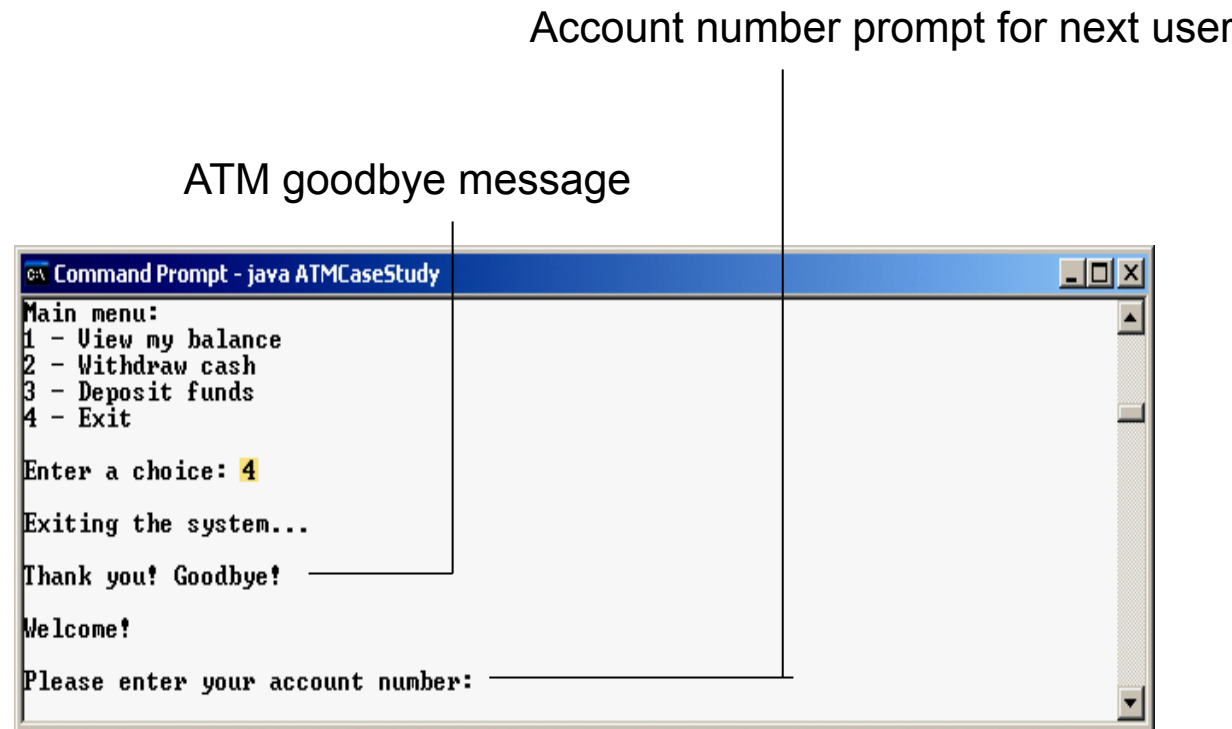 Account number prompt for next user
ATM goodbye message
Command Prompt - java ATMCaseStudy
Main menu:
1 - View my balance
2 - Withdraw cash
3 - Deposit funds
4 - Exit
Enter a choice: 4
Exiting the system...
Thank you! Goodbye!
Welcome!
Please enter your account number: